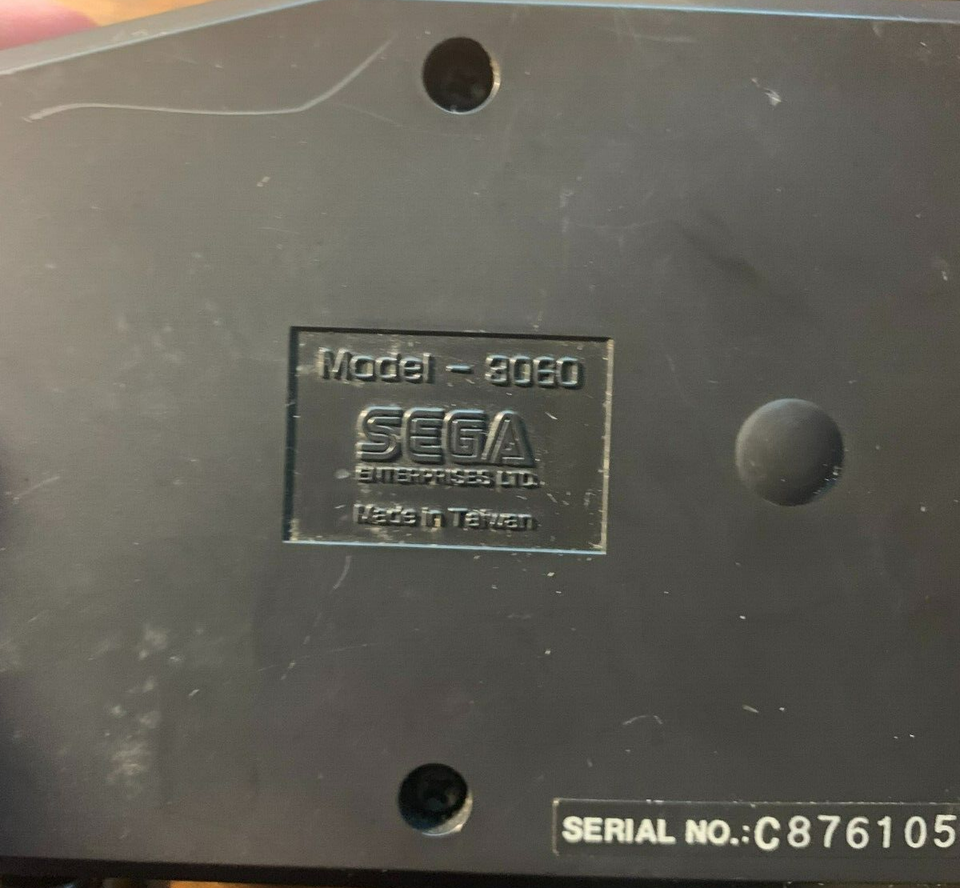 Model - 3060
SEGA
ENTERPRISES LTD.
Made in Taiwan
SERIAL NO.:C876105